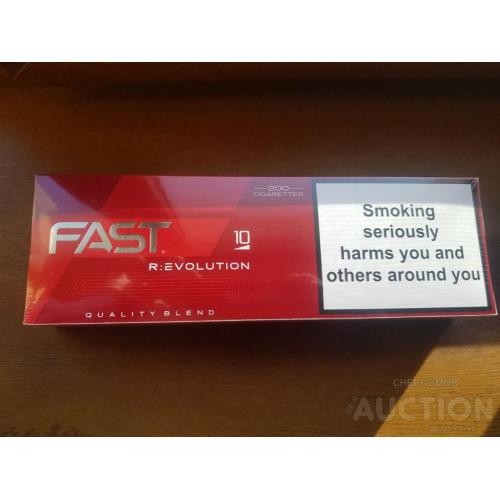 200
CIGARETTES
FAST
10
R:EVOLUTION
QUALITY BLEND
Smoking
seriously
harms you and
others around you
CHERNOMOR
AUCTION